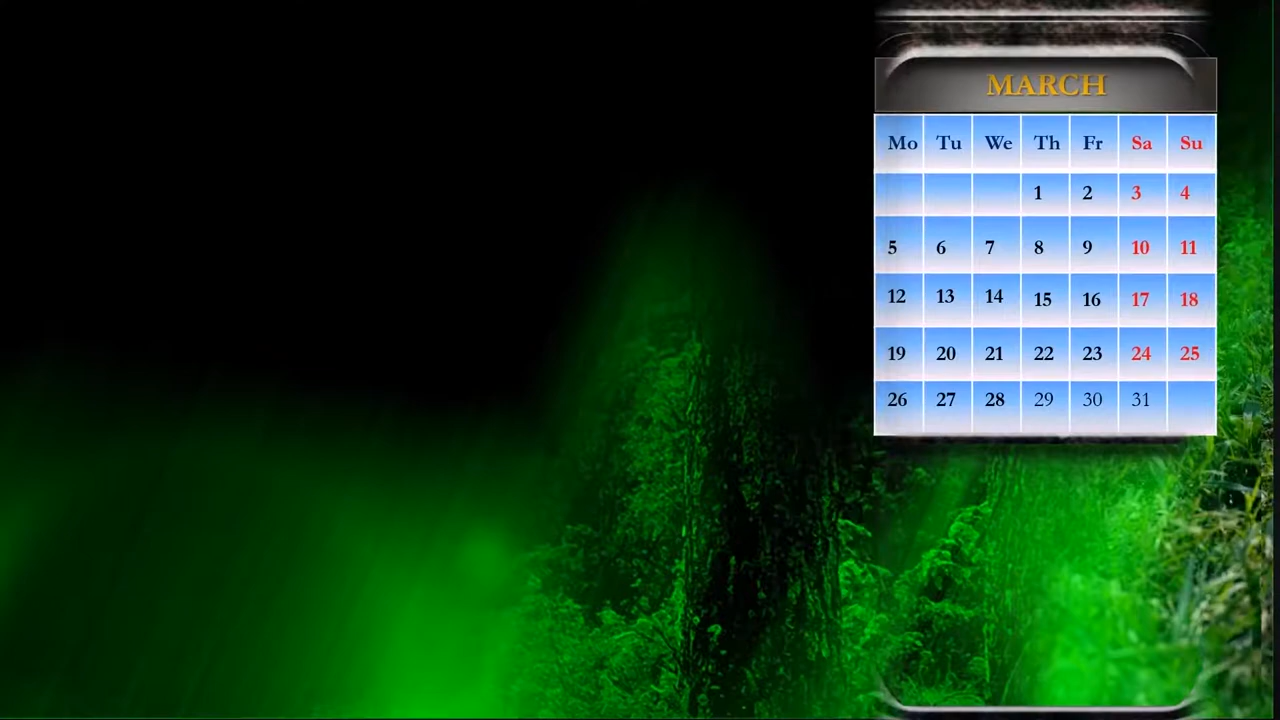 MARCH
Mo Tu We Th Fr Sa Su
1 2 3 4
5 6 7 8 9 10 11
12 13 14 15 16 17 18
19 20 21 22 23 24 25
26 27 28 29 30 31